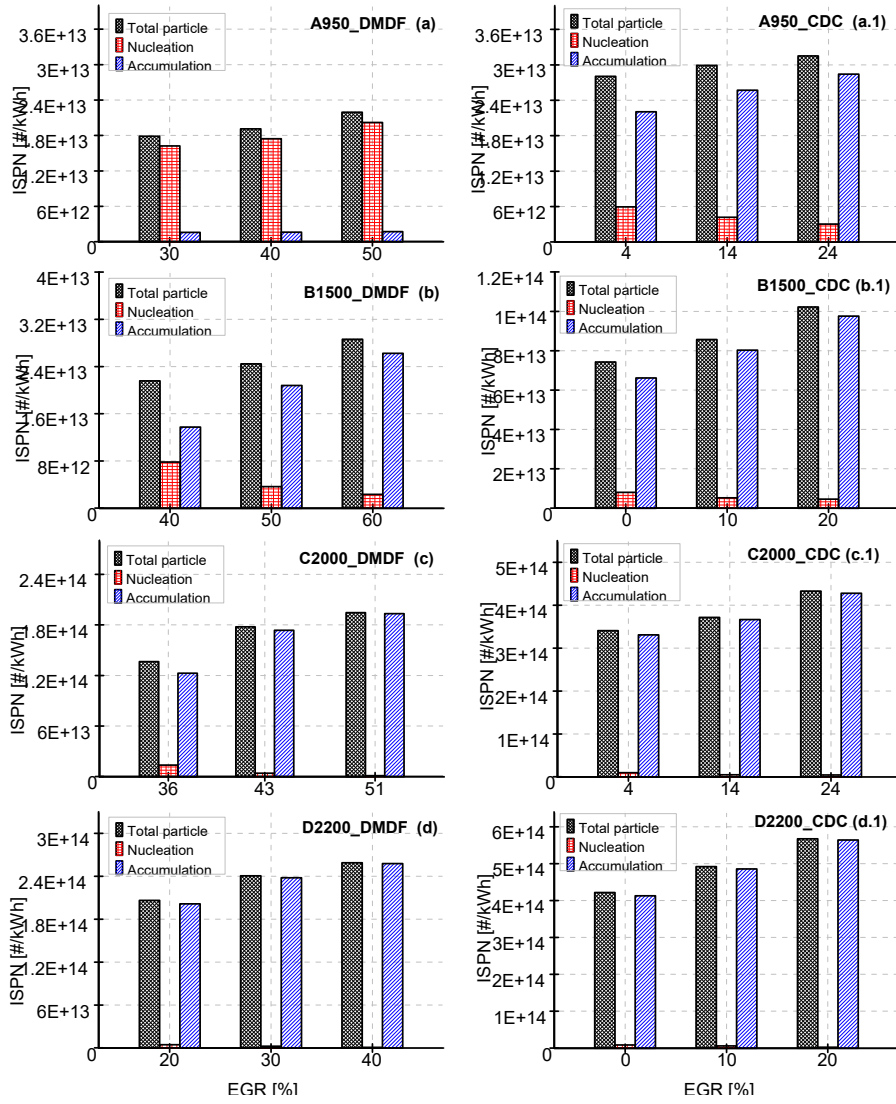 A950_DMDF (a)
Total particle
Nucleation
Accumulation
3.6E+13
3E+13
2.4E+13
1.8E+13
1.2E+13
6E+12
0
ISPN [#/kWh]
30 40 50
A950_CDC (a.1)
Total particle
Nucleation
Accumulation
3.6E+13
3E+13
2.4E+13
1.8E+13
1.2E+13
6E+12
0
ISPN [#/kWh]
4 14 24
B1500_DMDF (b)
Total particle
Nucleation
Accumulation
4E+13
3.2E+13
2.4E+13
1.6E+13
8E+12
0
ISPN [#/kWh]
40 50 60
B1500_CDC (b.1)
Total particle
Nucleation
Accumulation
1.2E+14
1E+14
8E+13
6E+13
4E+13
2E+13
0
ISPN [#/kWh]
0 10 20
C2000_DMDF (c)
Total particle
Nucleation
Accumulation
2.4E+14
1.8E+14
1.2E+14
6E+13
0
ISPN [#/kWh]
36 43 51
C2000_CDC (c.1)
Total particle
Nucleation
Accumulation
5E+14
4E+14
3E+14
2E+14
1E+14
0
ISPN [#/kWh]
4 14 24
D2200_DMDF (d)
Total particle
Nucleation
Accumulation
3E+14
2.4E+14
1.8E+14
1.2E+14
6E+13
0
ISPN [#/kWh]
20 30 40
EGR [%]
D2200_CDC (d.1)
Total particle
Nucleation
Accumulation
6E+14
5E+14
4E+14
3E+14
2E+14
1E+14
0
ISPN [#/kWh]
0 10 20
EGR [%]